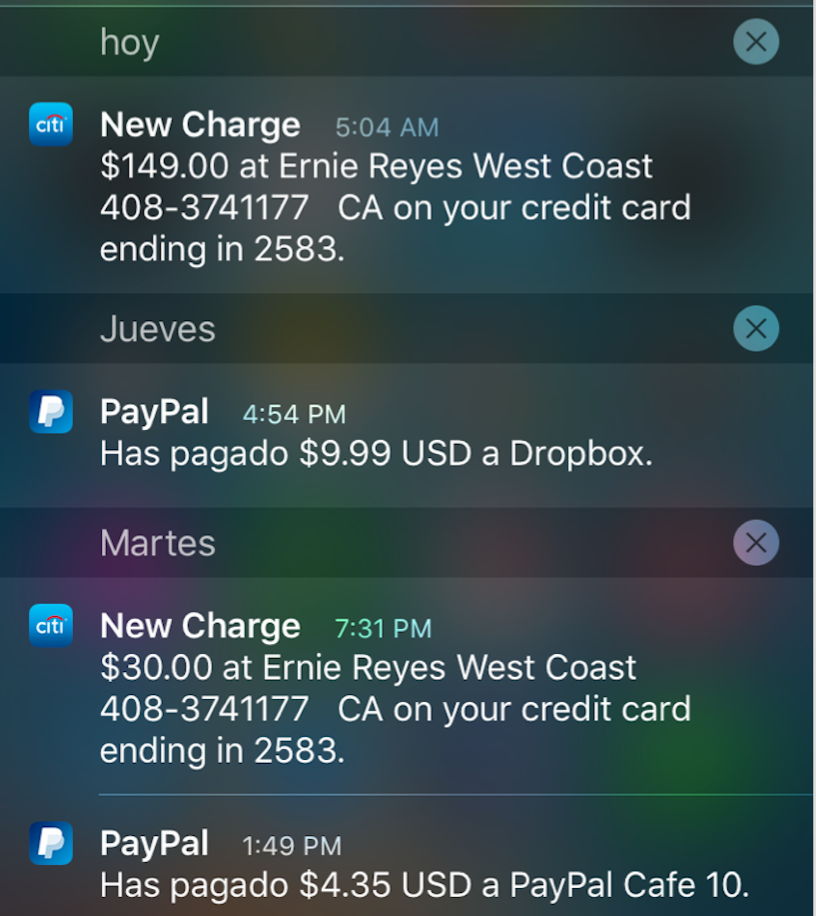 hoy
citi
New Charge 5:04 AM
$149.00 at Ernie Reyes West Coast
408-3741177 CA on your credit card
ending in 2583.
Jueves
PayPal 4:54 PM
Has pagado $9.99 USD a Dropbox.
Martes
citi
New Charge 7:31 PM
$30.00 at Ernie Reyes West Coast
408-3741177 CA on your credit card
ending in 2583.
PayPal 1:49 PM
Has pagado $4.35 USD a PayPal Cafe 10.